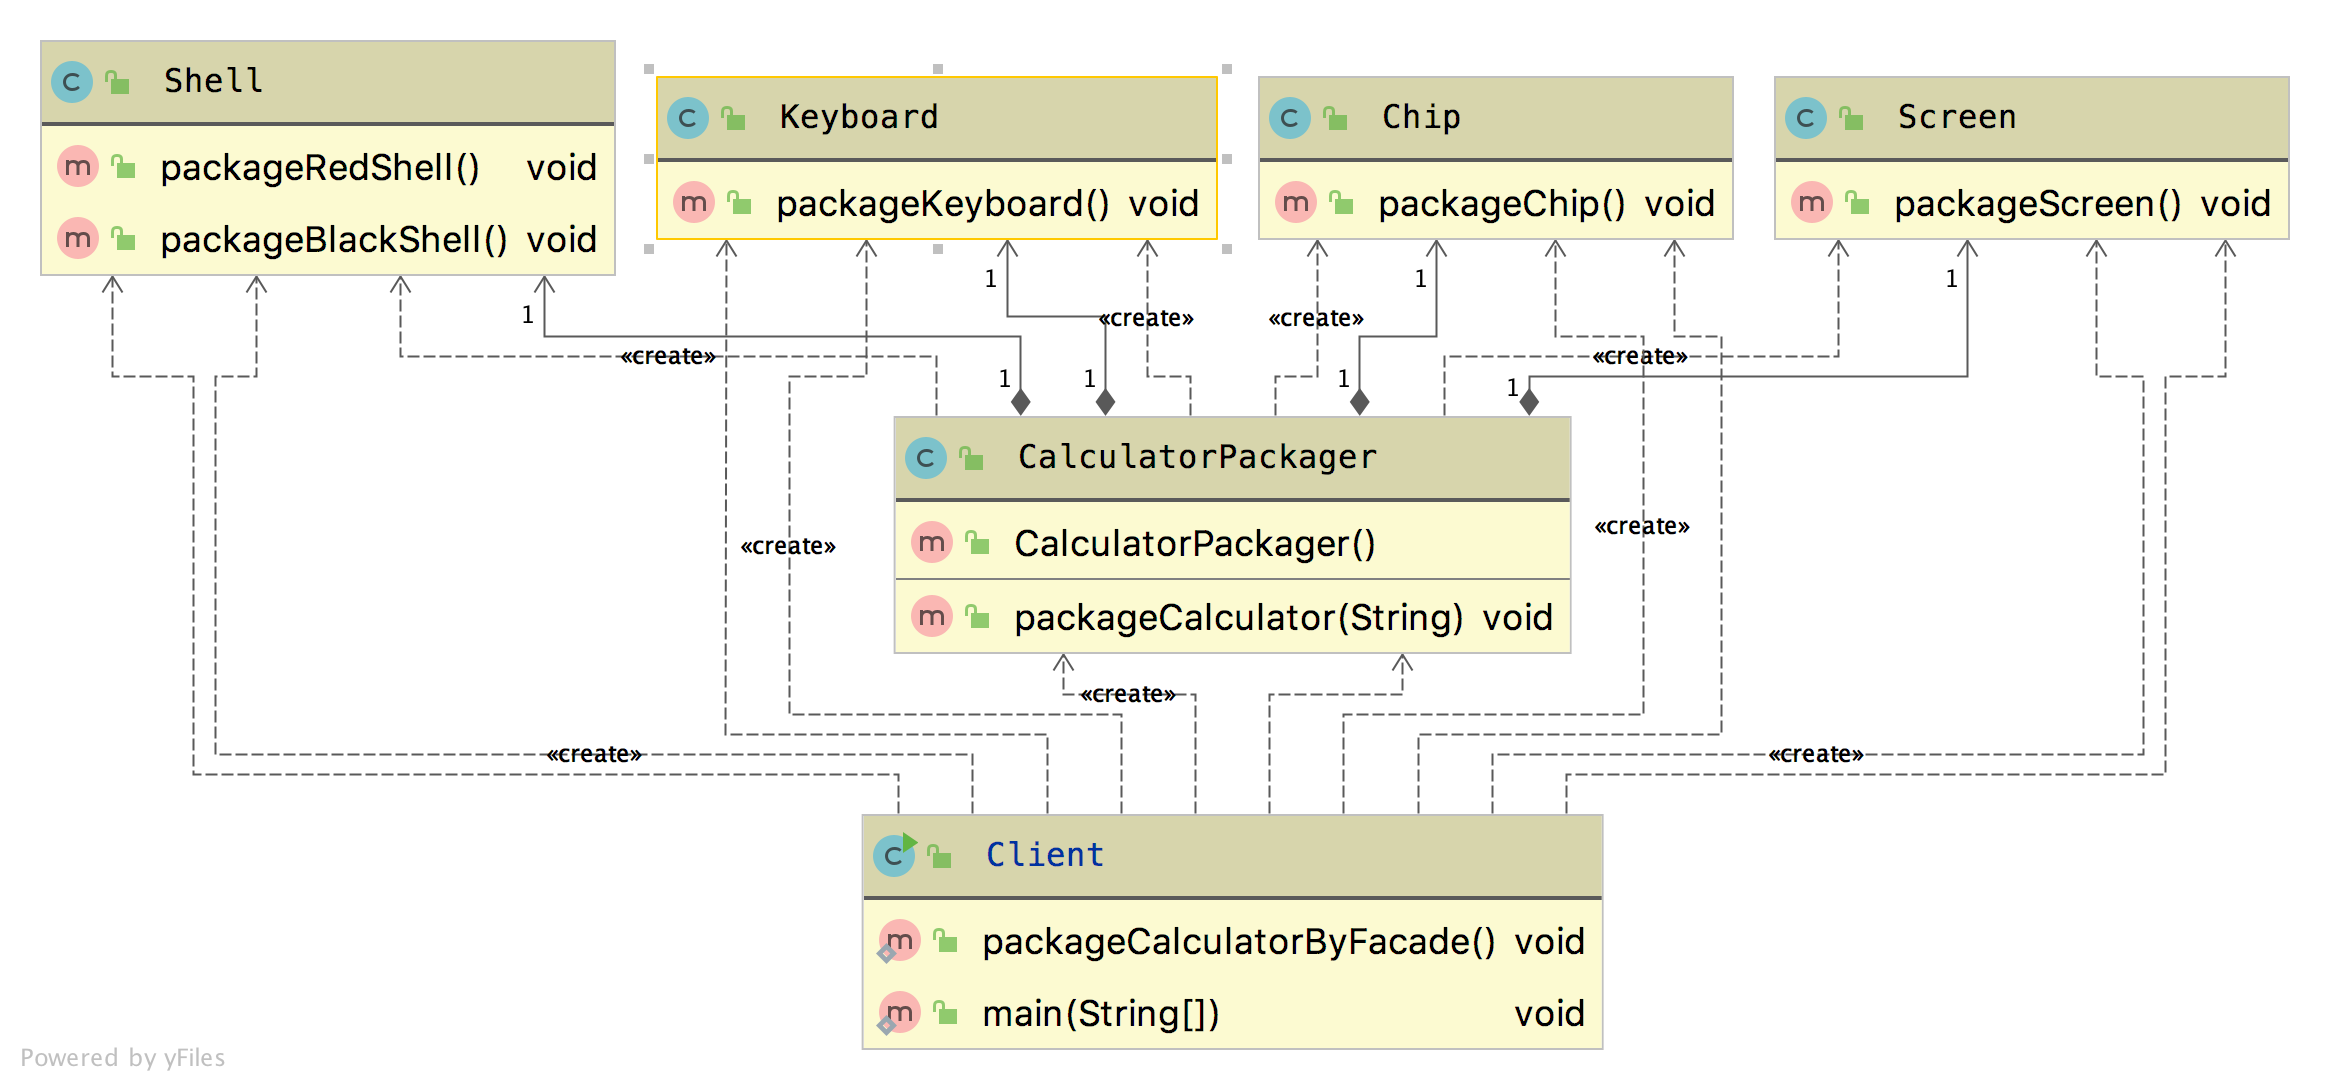 Shell
packageRedShell() void
packageBlackShell() void
Keyboard
packageKeyboard() void
Chip
packageChip() void
Screen
packageScreen() void
1
1
1
1
«create»
«create»
«create»
«create»
1
1
1
1
CalculatorPackager
CalculatorPackager()
packageCalculator(String) void
«create»
«create»
«create»
«create»
«create»
Client
packageCalculatorByFacade() void
main(String[]) void
Powered by yFiles